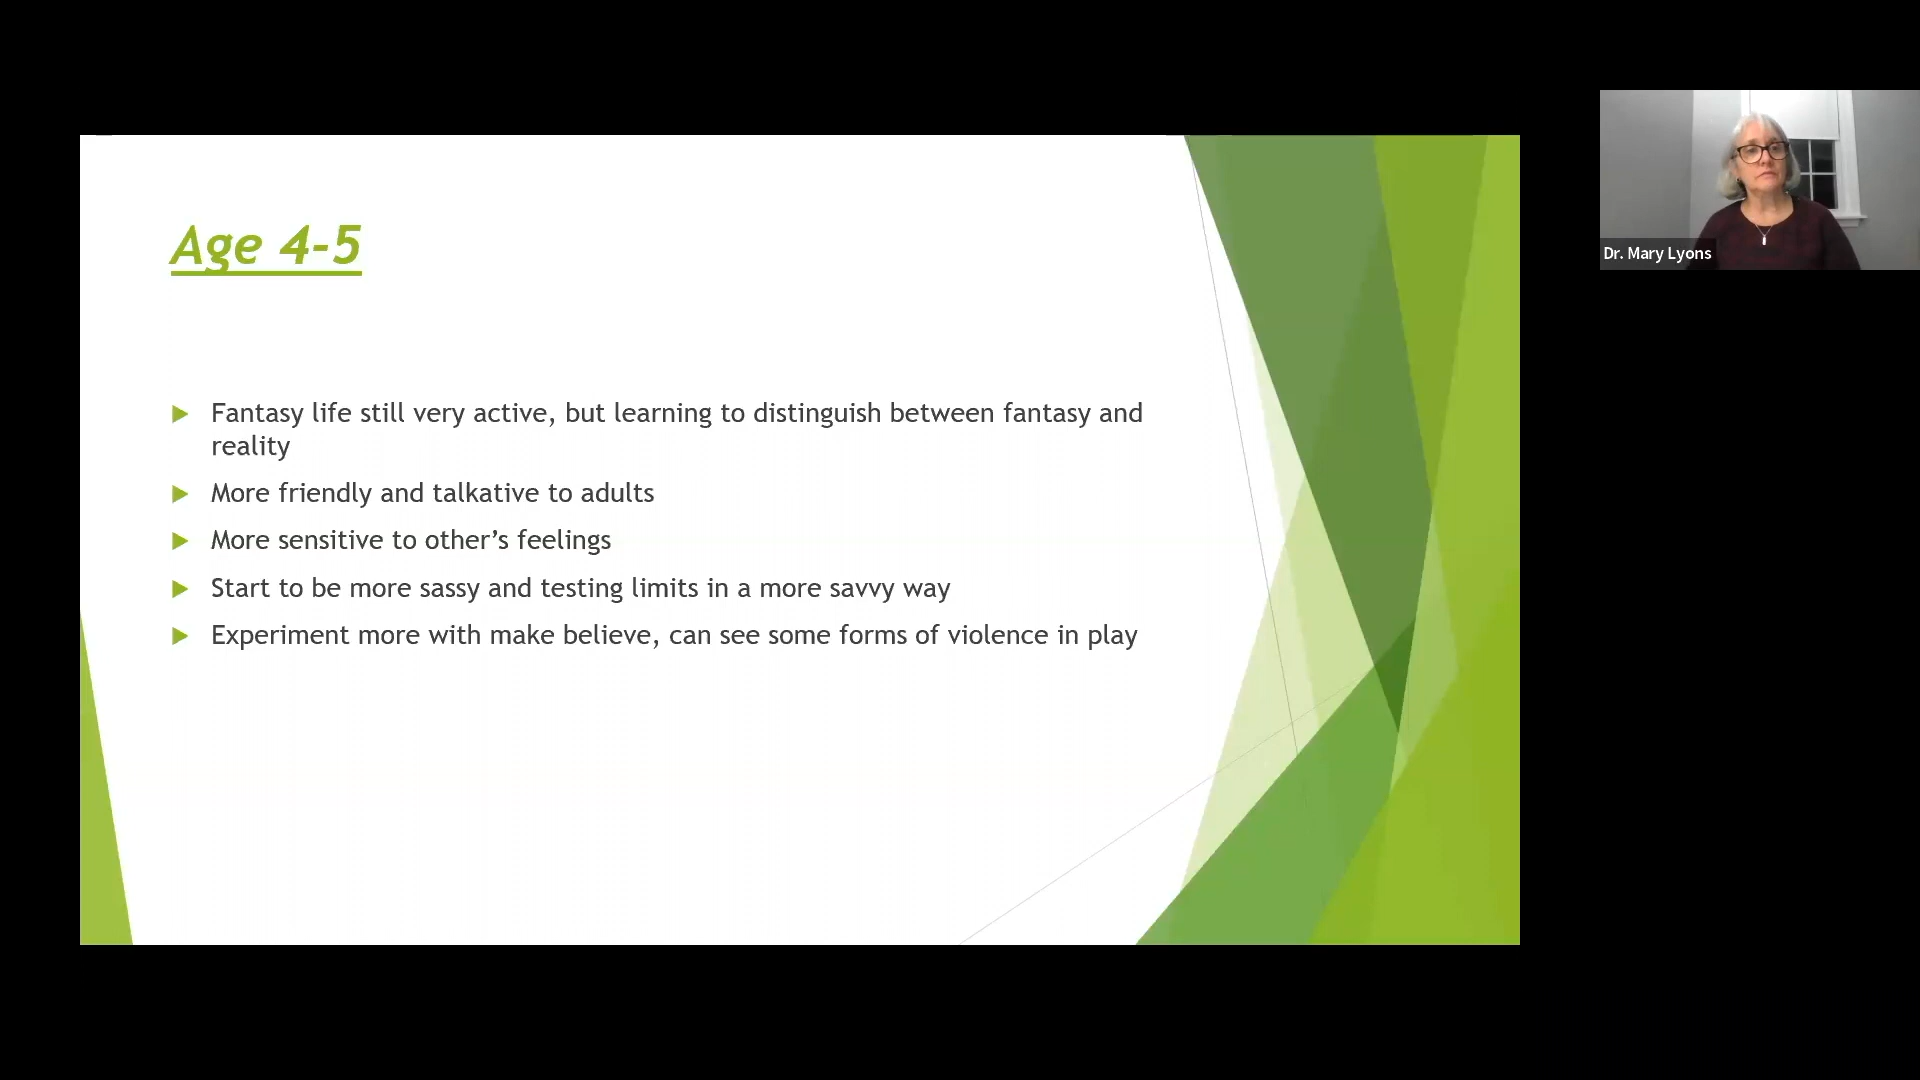 Age 4-5
Fantasy life still very active, but learning to distinguish between fantasy and
reality
More friendly and talkative to adults
More sensitive to other’s feelings
Start to be more sassy and testing limits in a more savvy way
Experiment more with make believe, can see some forms of violence in play
Dr. Mary Lyons